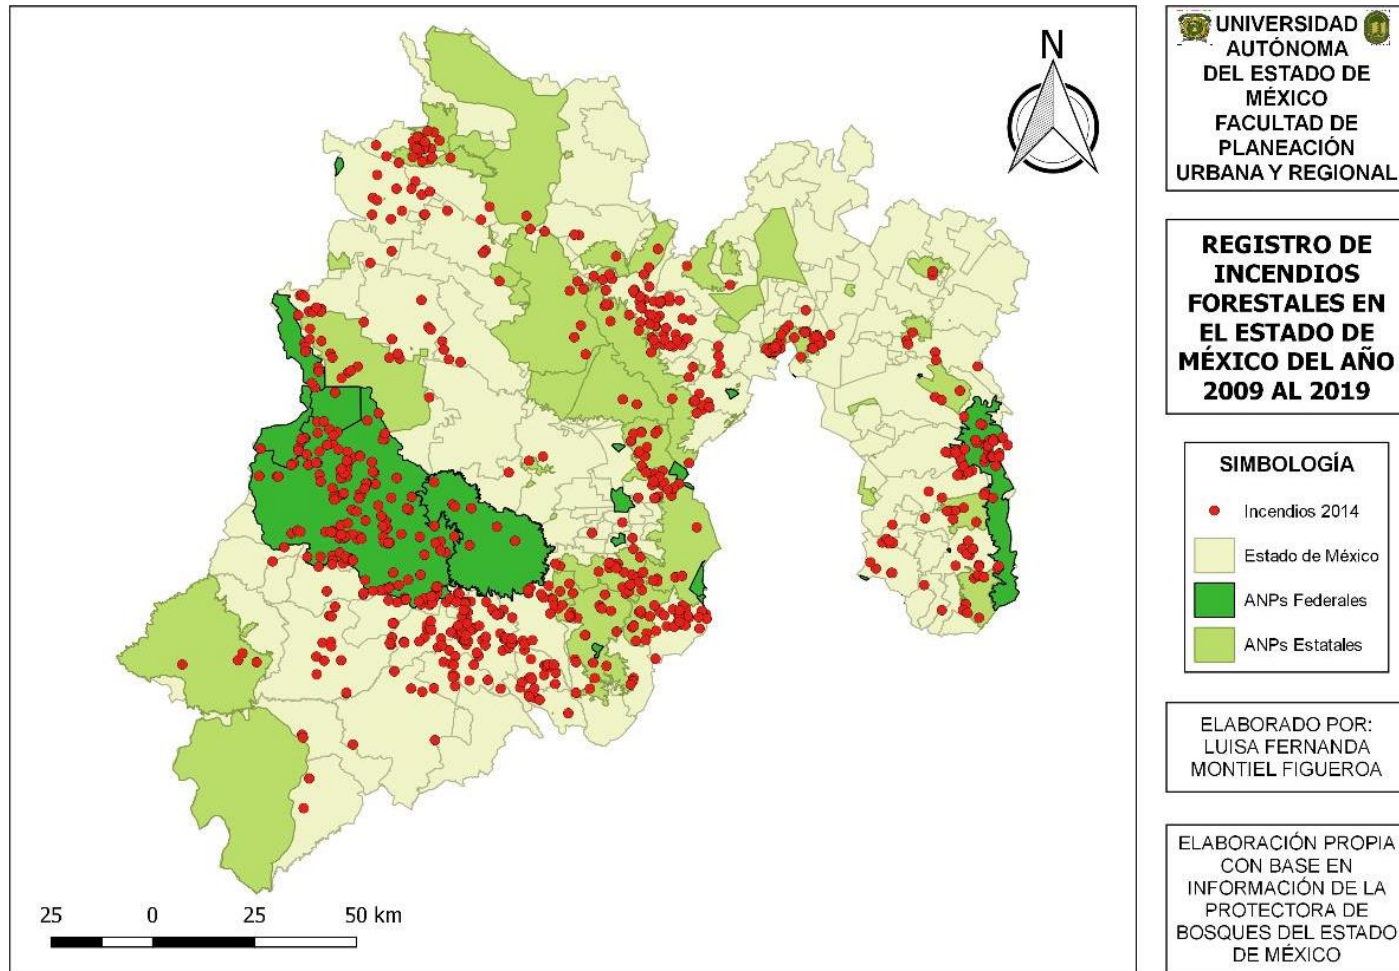 N
25 0 25 50 km
UNIVERSIDAD
AUTÓNOMA
DEL ESTADO DE
MÉXICO
FACULTAD DE
PLANEACIÓN
URBANA Y REGIONAL
REGISTRO DE
INCENDIOS
FORESTALES EN
EL ESTADO DE
MÉXICO DEL AÑO
2009 AL 2019
SIMBOLOGÍA
Incendios 2014
Estado de México
ANPs Federales
ANPs Estatales
ELABORADO POR:
LUISA FERNANDA
MONTIEL FIGUEROA
ELABORACIÓN PROPIA
CON BASE EN
INFORMACIÓN DE LA
PROTECTORA DE
BOSQUES DEL ESTADO
DE MÉXICO